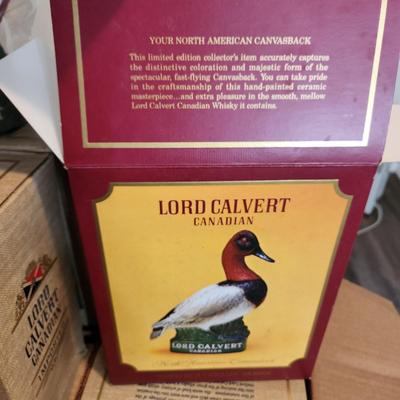 YOUR NORTH AMERICAN CANVASBACK
This limited edition collector's item accurately captures
the distinctive coloration and majestic form of the
spectacular, fast-flying Canvasback. You can take pride
in the craftsmanship of this hand-painted ceramic
masterpiece...and extra pleasure in the smooth, mellow
Lord Calvert Canadian Whisky it contains.
LORD CALVERT
CANADIAN
LORD CALVERT
CANADIAN
North American Canvasback
LORD
CALVERT
CANADIAN